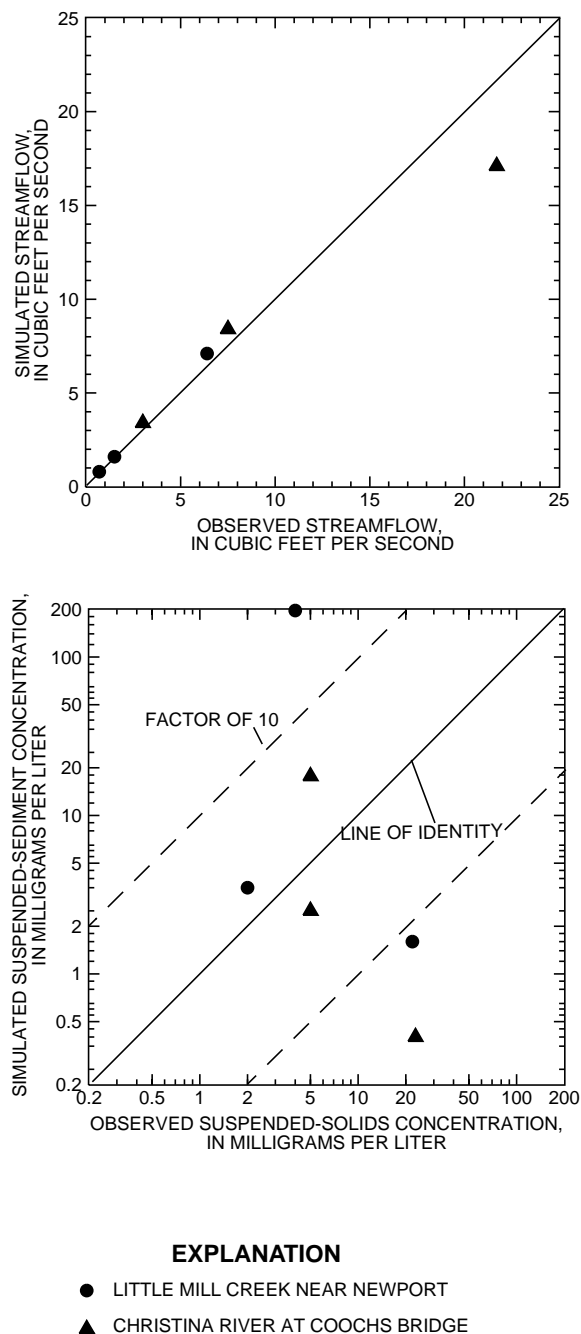 25
20
15
10
5
0
SIMULATED STREAMFLOW,
IN CUBIC FEET PER SECOND
0 5 10 15 20 25
OBSERVED STREAMFLOW,
IN CUBIC FEET PER SECOND
200
100
50
20
10
5
2
1
0.5
0.2
SIMULATED SUSPENDED-SEDIMENT CONCENTRATION,
IN MILLIGRAMS PER LITER
FACTOR OF 10
LINE OF IDENTITY
0.2 0.5 1 2 5 10 20 50 100 200
OBSERVED SUSPENDED-SOLIDS CONCENTRATION,
IN MILLIGRAMS PER LITER
EXPLANATION
LITTLE MILL CREEK NEAR NEWPORT
CHRISTINA RIVER AT COOCHS BRIDGE